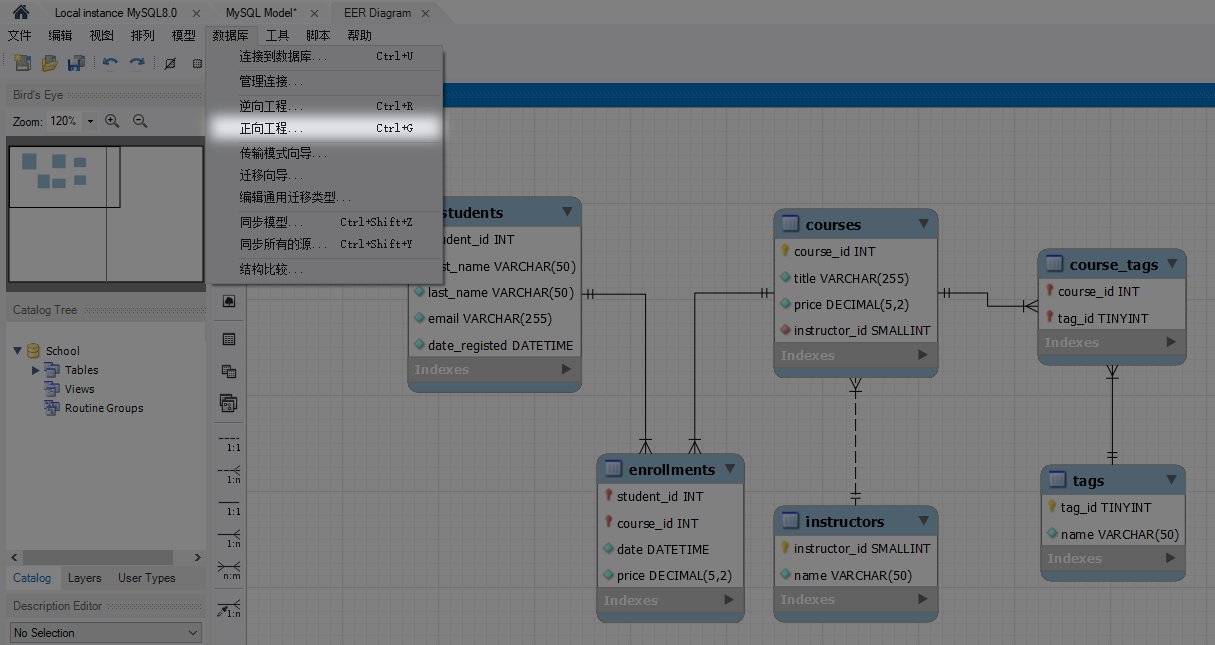 Local instance MySQL8.0
MySQL Model*
EER Diagram
文件 编辑 视图 排列 模型 数据库 工具 脚本 帮助
连接到数据库... Ctrl+U
管理连接...
逆向工程... Ctrl+R
正向工程... Ctrl+G
传输模式向导...
迁移向导...
编辑通用迁移类型...
同步模型... Ctrl+Shift+Z
同步所有的源... Ctrl+Shift+Y
结构比较...
Bird's Eye
Zoom: 120%
Catalog Tree
School
Tables
Views
Routine Groups
Catalog Layers User Types
Description Editor
No Selection
1:1
1:n
1:1
1:n
n:m
1:n
students
udent_id INT
st_name VARCHAR(50)
last_name VARCHAR(50)
email VARCHAR(255)
date_registed DATETIME
Indexes
courses
course_id INT
title VARCHAR(255)
price DECIMAL(5,2)
instructor_id SMALLINT
Indexes
course_tags
course_id INT
tag_id TINYINT
Indexes
enrollments
student_id INT
course_id INT
date DATETIME
price DECIMAL(5,2)
Indexes
instructors
instructor_id SMALLINT
name VARCHAR(50)
Indexes
tags
tag_id TINYINT
name VARCHAR(50)
Indexes